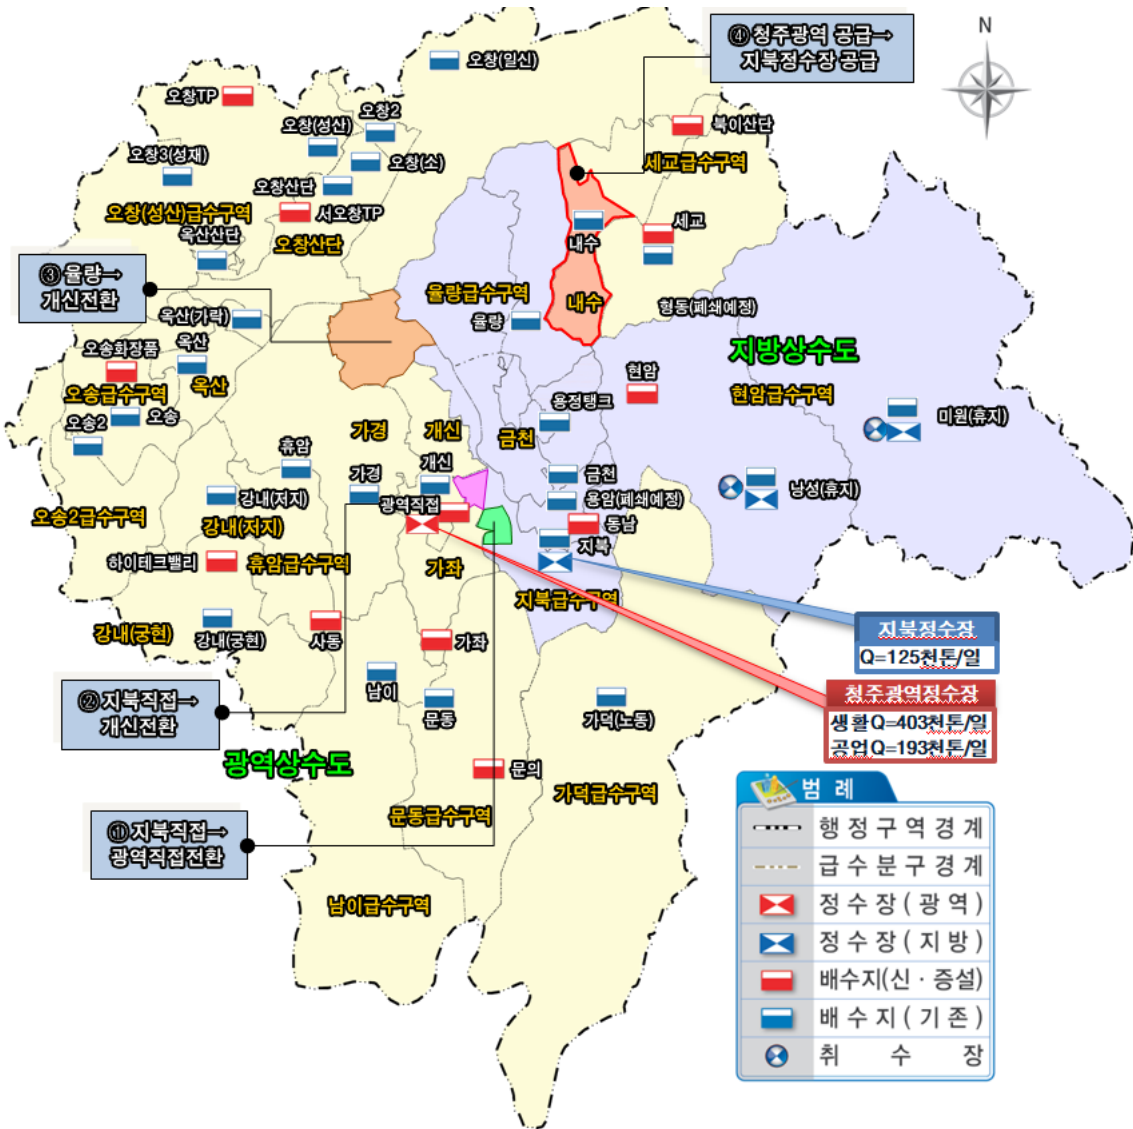 ④ 청주광역 공급→
지북정수장 공급
N
오창(일신)
오창TP
오창2
오창(성산)
북이산단
오창3(성재)
오창(소)
세교급수구역
오창산단
오창(성산)급수구역
서오창TP
세교
옥산산단
오창산단
내수
③ 율량→
개신전환
율량급수구역
내수
형동(폐쇄예정)
옥산(가락)
율량
옥산
오송화장품
지방상수도
현암
오송급수구역
옥산
현암급수구역
용정탱크
미원(휴지)
오송2
오송
가경
개신
금천
휴암
개신
가경
금천
낭성(휴지)
강내(저지)
용암(폐쇄예정)
광역직접
오송2급수구역
강내(저지)
동남
지북
하이테크밸리
휴암급수구역
가좌
지북급수구역
강내(궁현)
강내(궁현)
사동
가좌
지북정수장
Q=125천톤/일
청주광역정수장
생활Q=403천톤/일
공업Q=193천톤/일
② 지북직접→
개신전환
남이
문동
가덕(노동)
광역상수도
문의
가덕급수구역
문동급수구역
① 지북직접→
광역직접전환
남이급수구역
범 례
행정구역경계
급수분구경계
정수장(광역)
정수장(지방)
배수지(신·증설)
배수지(기존)
취 수 장